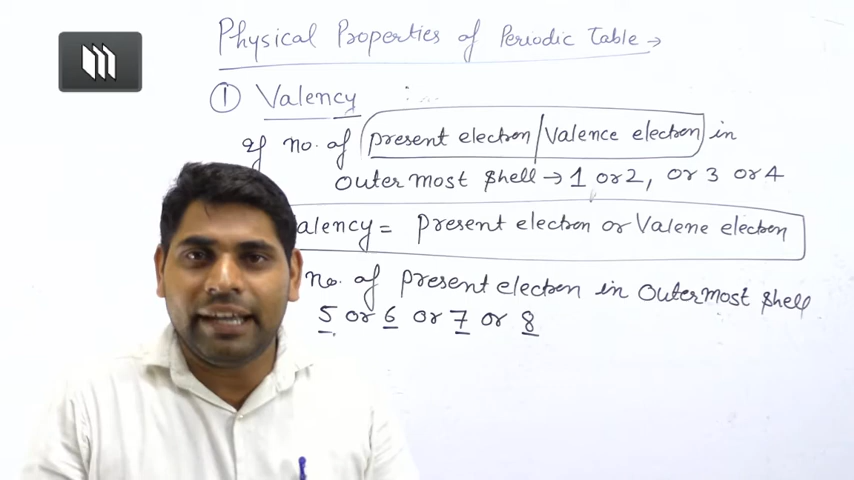 Physical Properties of Periodic Table →
① Valency :...
If no. of present electron/Valence electron in
outermost shell → 1 or 2, or 3 or 4
alency = Present electron or Valene electron
no. of present electron in outermost shell
5 or 6 or 7 or 8